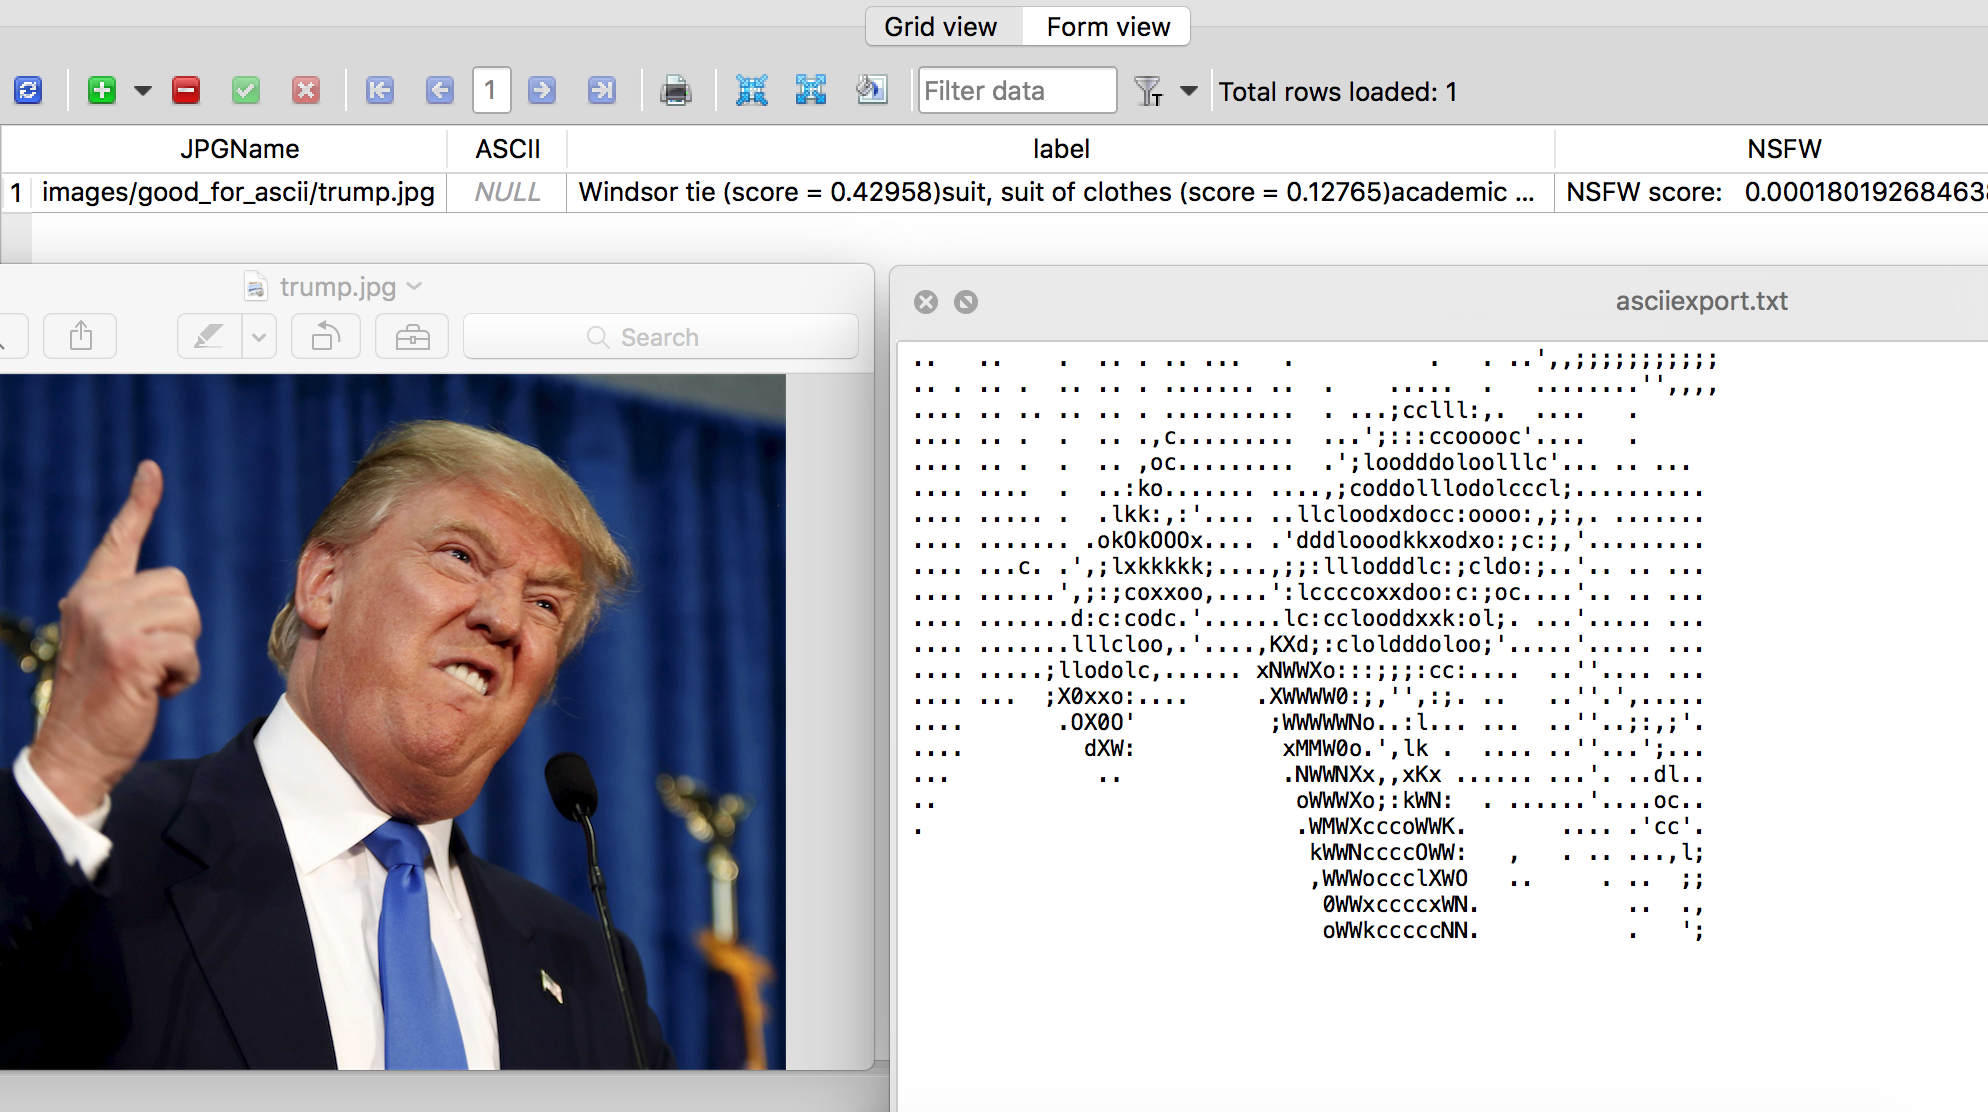 Grid view Form view
1 Filter data Total rows loaded: 1
JPGName ASCII label NSFW
1 images/good_for_ascii/trump.jpg NULL Windsor tie (score = 0.42958)suit, suit of clothes (score = 0.12765)academic ... NSFW score: 0.000180192684638
trump.jpg
Search
asciiexport.txt
..   ..    .  .. . .. ...   .          .   . ..',,;;;;;;;;;;;
.. . .. .  .. .. . ....... ..  .    .....  .   ........'',,,,
.... .. .. .. .. . ..........  . ...;cclll:,.  ....   .
.... .. .  .  .. .,c.........  ...';:::ccooooc'....   .
.... .. .  .  .. ,oc.........  .';loodddoloolllc'... .. ...
.... ....  .  ..:ko....... ....,;coddolllodolcccl;..........
.... ..... .  .lkk:,:'.... ..llcloodxdocc:oooo:,;:,. .......
.... ....... .okOkOOOx.... .'dddlooodkkxodxo:;c:;,'.........
.... ...c. .',;lxkkkkk;....,;;:lllodddlc:;cldo:;..'.. .. ...
.... ......',;:;coxxoo,....':lccccoxxdoo:c:;oc....'.. .. ...
.... .......d:c:codc.'......lc:cclooddxxk:ol;. ...'..... ...
.... .......lllcloo,.'....,KXd;:cloldddoloo;'.....'..... ...
.... .....;llodolc,...... xNWWXo:::;;;:cc:....  ..''.... ...
.... ...  ;X0xxo:....     .XWWWW0:;,'',:;. ..   ..''.',.....
....       .OX0O'          ;WWWWWNo..:l... ...  ..''..;:,;'.
....         dXW:           xMMW0o.',lk .  .... ..''...';...
...           ..            .NWWNXx,,xKx ...... ...'. ..dl..
..                           oWWWXo;:kWN:  . ......'....oc..
.                            .WMWXcccoWWK.       .... .'cc'.
                              kWWNccccOWW:   ,   . .. ...,l;
                              ,WWWoccclXWO   ..     . ..  ;;
                               0WWxccccxWN.           ..  .,
                               oWWkcccccNN.           .   ';